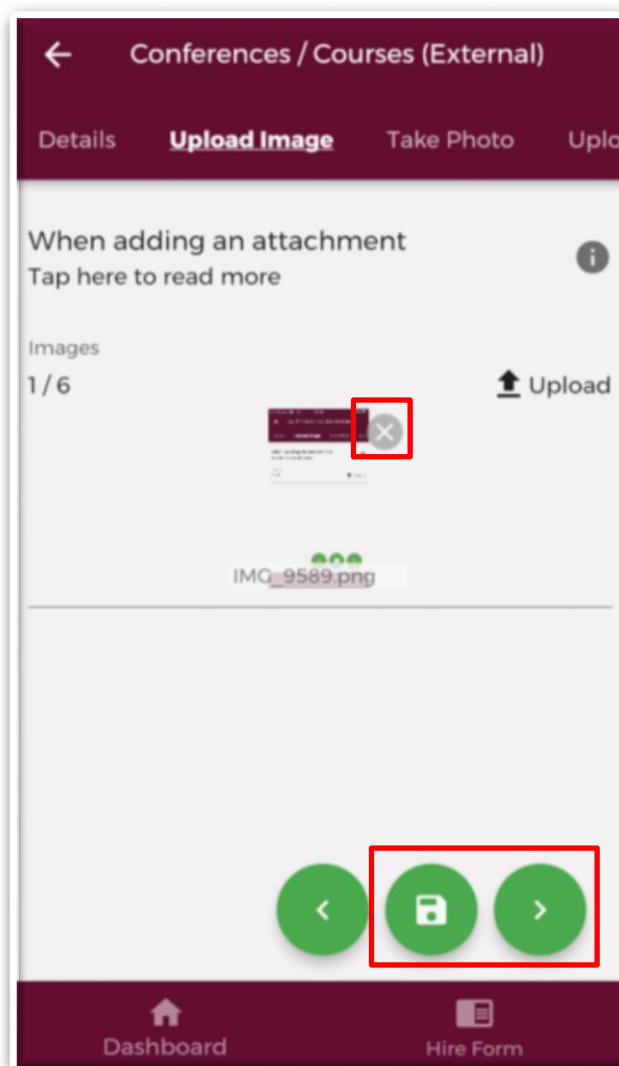 Conferences / Courses (External)
Details Upload Image Take Photo Uplo
When adding an attachment
Tap here to read more
Images
1 / 6 Upload
IMG_9589.png
Dashboard Hire Form